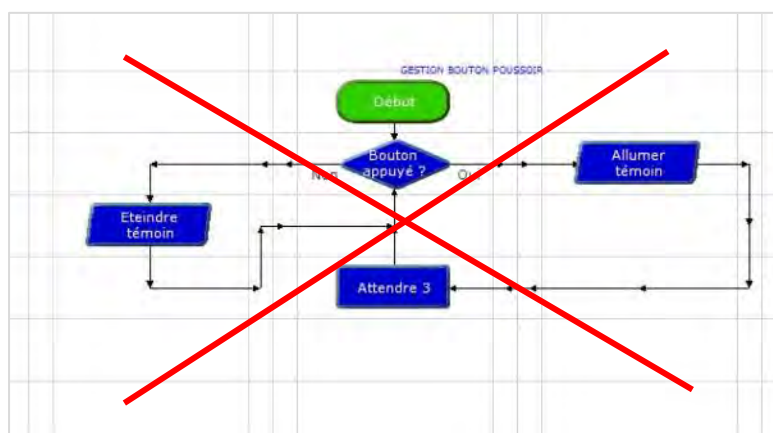 GESTION BOUTON POUSSOIR
Début
Bouton
appuyé ?
Non
Oui
Allumer
témoin
Eteindre
témoin
Attendre 3